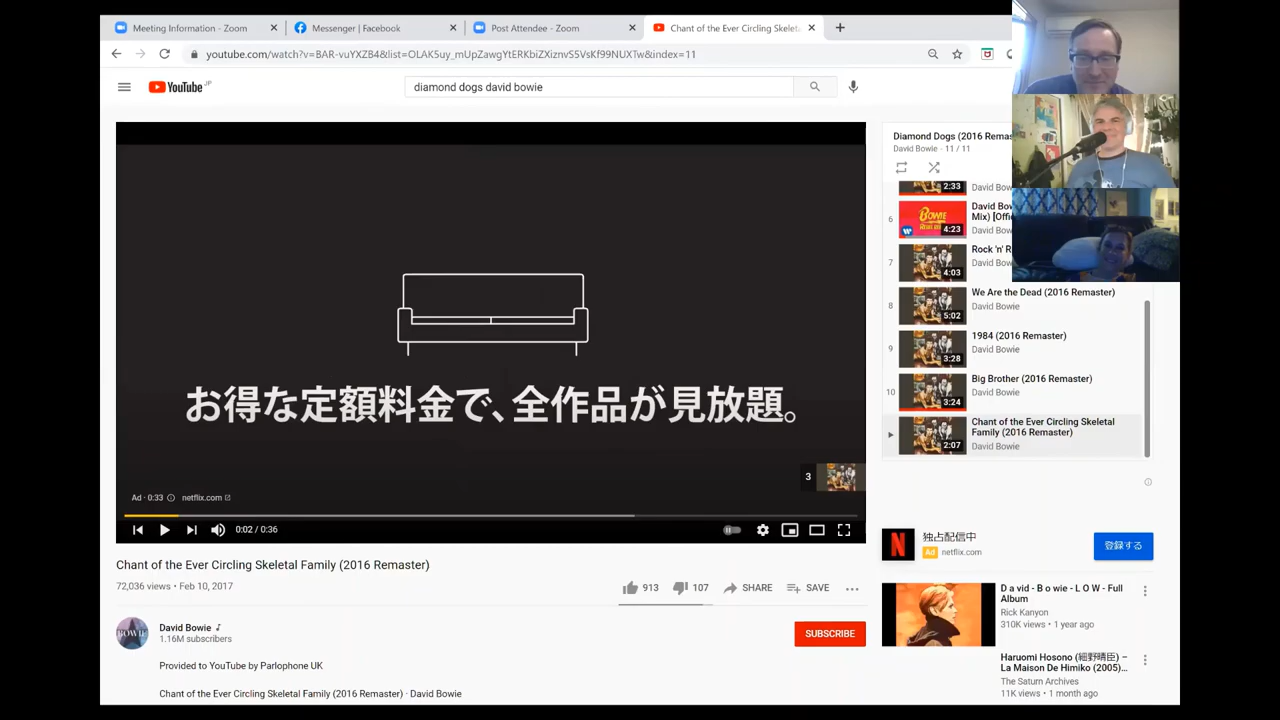 Meeting Information - Zoom
Messenger | Facebook
Post Attendee - Zoom
Chant of the Ever Circling Skeleta
youtube.com/watch?v=BAR-vuYXZB4&list=OLAK5uy_mUpZawgYtERKbiZXiznvS5VsKf99NUXTw&index=11
YouTube JP
diamond dogs david bowie
お得な定額料金で、全作品が見放題。
3
Ad · 0:33
netflix.com
0:02 / 0:36
Chant of the Ever Circling Skeletal Family (2016 Remaster)
72,036 views • Feb 10, 2017
913
107
SHARE
SAVE
David Bowie
1.16M subscribers
SUBSCRIBE
Provided to YouTube by Parlophone UK
Chant of the Ever Circling Skeletal Family (2016 Remaster) · David Bowie
Diamond Dogs (2016 Remas
David Bowie - 11 / 11
2:33
David Bo
6
BOWIE
4:23
David Bow
Mix) [Offi
David Bo
7
4:03
Rock 'n' R
David Bo
8
5:02
We Are the Dead (2016 Remaster)
David Bowie
9
3:28
1984 (2016 Remaster)
David Bowie
10
3:24
Big Brother (2016 Remaster)
David Bowie
2:07
Chant of the Ever Circling Skeletal
Family (2016 Remaster)
David Bowie
N
独占配信中
Ad netflix.com
登録する
D a vid - B o wie - L O W - Full
Album
Rick Kanyon
310K views • 1 year ago
Haruomi Hosono (細野晴臣) –
La Maison De Himiko (2005)...
The Saturn Archives
11K views • 1 month ago